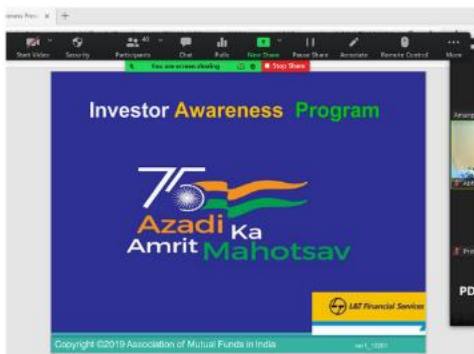 Start Video
Security
Participants
40
Chat
Polls
New Share
Pause Share
Annotate
Remote Control
More
You are screen sharing
Stop Share
Investor Awareness Program
75
Azadi Ka
Amrit Mahotsav
L&T Financial Services
Copyright ©2019 Association of Mutual Funds in India
PD